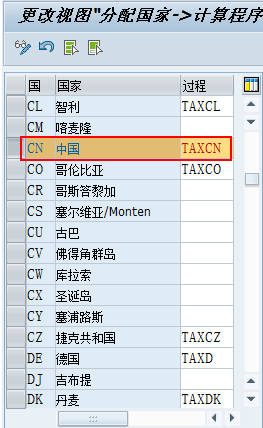 更改视图"分配国家->计算程序
国 国家 过程
CL 智利 TAXCL
CM 喀麦隆
CN 中国 TAXCN
CO 哥伦比亚 TAXCO
CR 哥斯答黎加
CS 塞尔维亚/Monten
CU 古巴
CV 佛得角群岛
CW 库拉索
CX 圣诞岛
CY 塞浦路斯
CZ 捷克共和国 TAXCZ
DE 德国 TAXD
DJ 吉布提
DK 丹麦 TAXDK